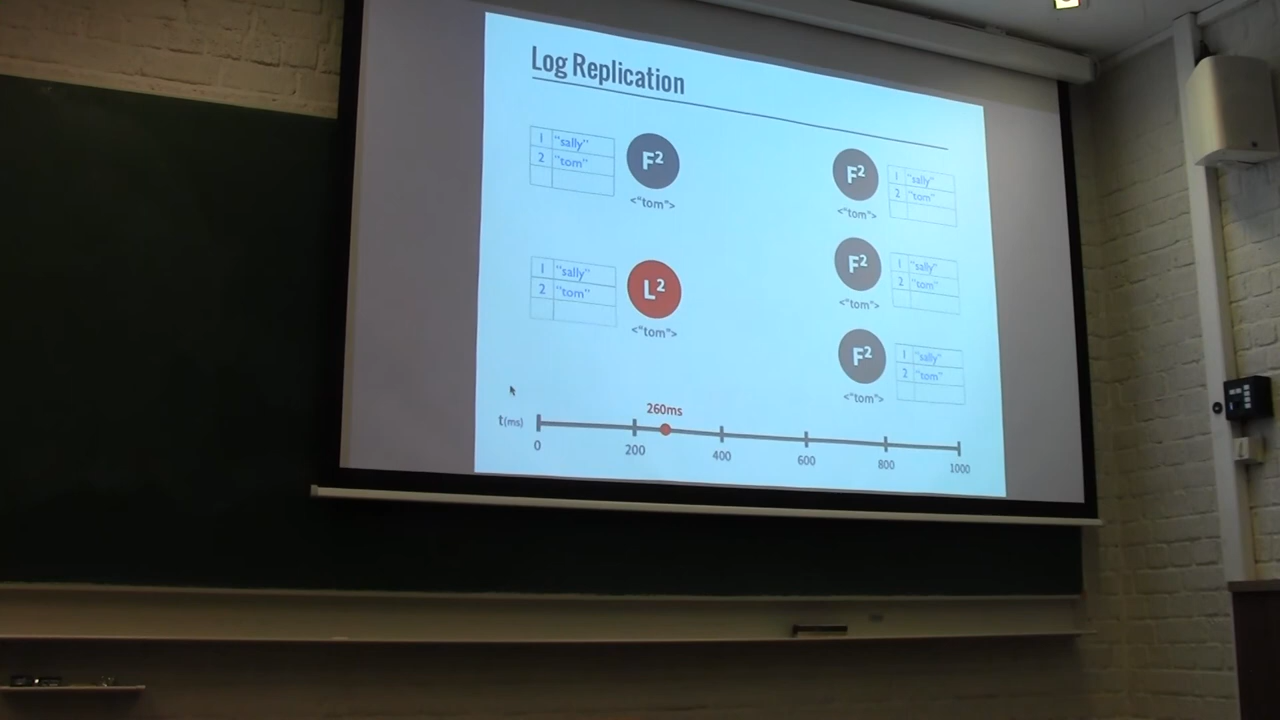 Log Replication
1 "sally"
2 "tom"
F²
<"tom">
F²
<"tom">
1 "sally"
2 "tom"
1 "sally"
2 "tom"
L²
<"tom">
F²
<"tom">
1 "sally"
2 "tom"
F²
<"tom">
1 "sally"
2 "tom"
260ms
t(ms)
0 200 400 600 800 1000